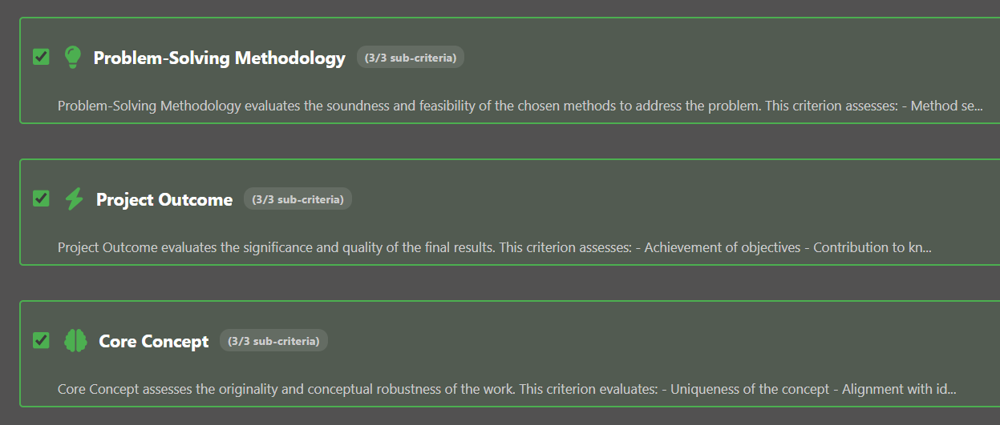 Problem-Solving Methodology (3/3 sub-criteria)
Problem-Solving Methodology evaluates the soundness and feasibility of the chosen methods to address the problem. This criterion assesses: - Method se...
Project Outcome (3/3 sub-criteria)
Project Outcome evaluates the significance and quality of the final results. This criterion assesses: - Achievement of objectives - Contribution to kn...
Core Concept (3/3 sub-criteria)
Core Concept assesses the originality and conceptual robustness of the work. This criterion evaluates: - Uniqueness of the concept - Alignment with id...